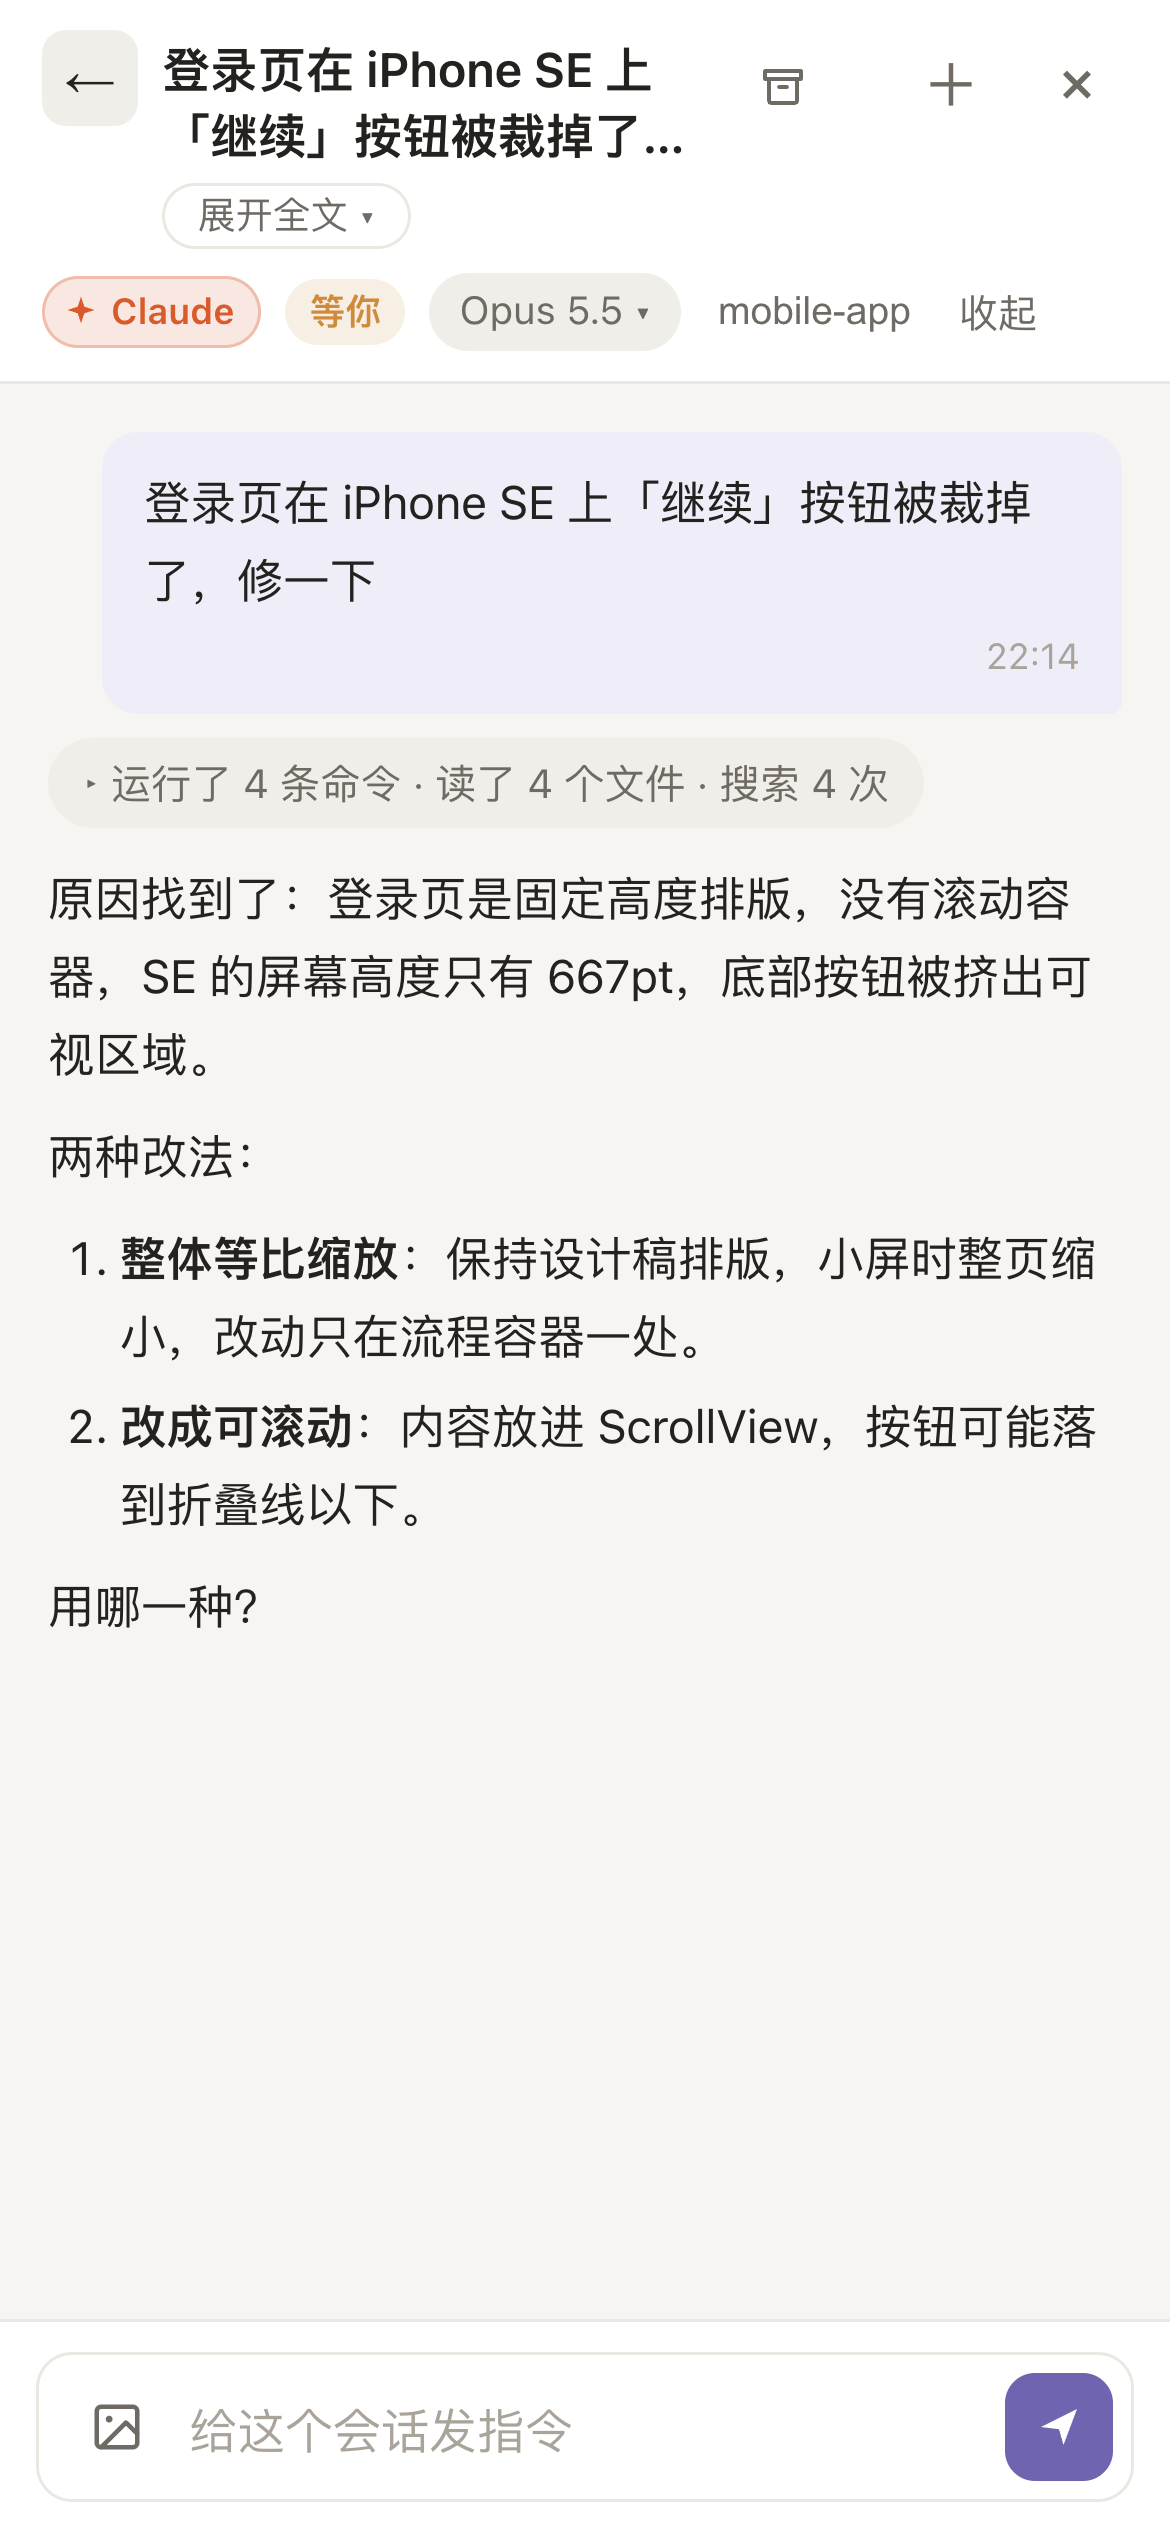 登录页在 iPhone SE 上
「继续」按钮被裁掉了...
展开全文 ▾
Claude 等你 Opus 5.5 ▾ mobile-app 收起
登录页在 iPhone SE 上「继续」按钮被裁掉
了，修一下
22:14
▸ 运行了 4 条命令 · 读了 4 个文件 · 搜索 4 次
原因找到了：登录页是固定高度排版，没有滚动容
器，SE 的屏幕高度只有 667pt，底部按钮被挤出可
视区域。
两种改法：
1. 整体等比缩放：保持设计稿排版，小屏时整页缩
小，改动只在流程容器一处。
2. 改成可滚动：内容放进 ScrollView，按钮可能落
到折叠线以下。
用哪一种?
给这个会话发指令